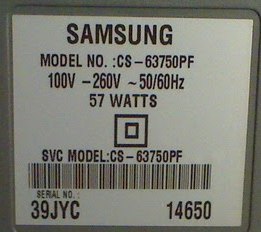 SAMSUNG
MODEL NO. :CS-63750PF
100V -260V ~50/60Hz
57 WATTS
SVC MODEL:CS-63750PF
SERIAL NO. :
39JYC 14650